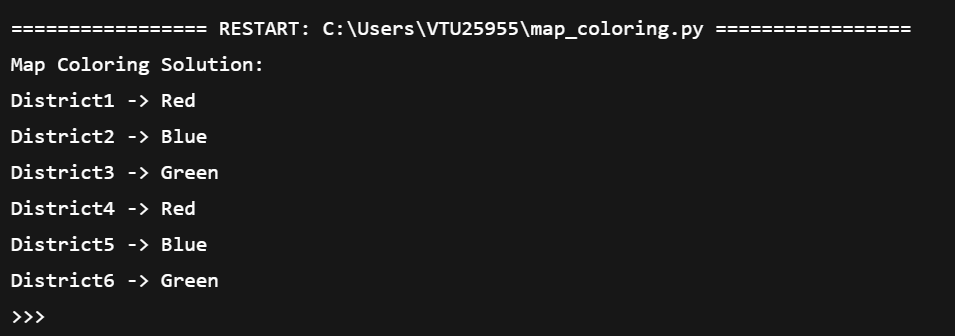 ================= RESTART: C:\Users\VTU25955\map_coloring.py =================
Map Coloring Solution:
District1 -> Red
District2 -> Blue
District3 -> Green
District4 -> Red
District5 -> Blue
District6 -> Green
>>>